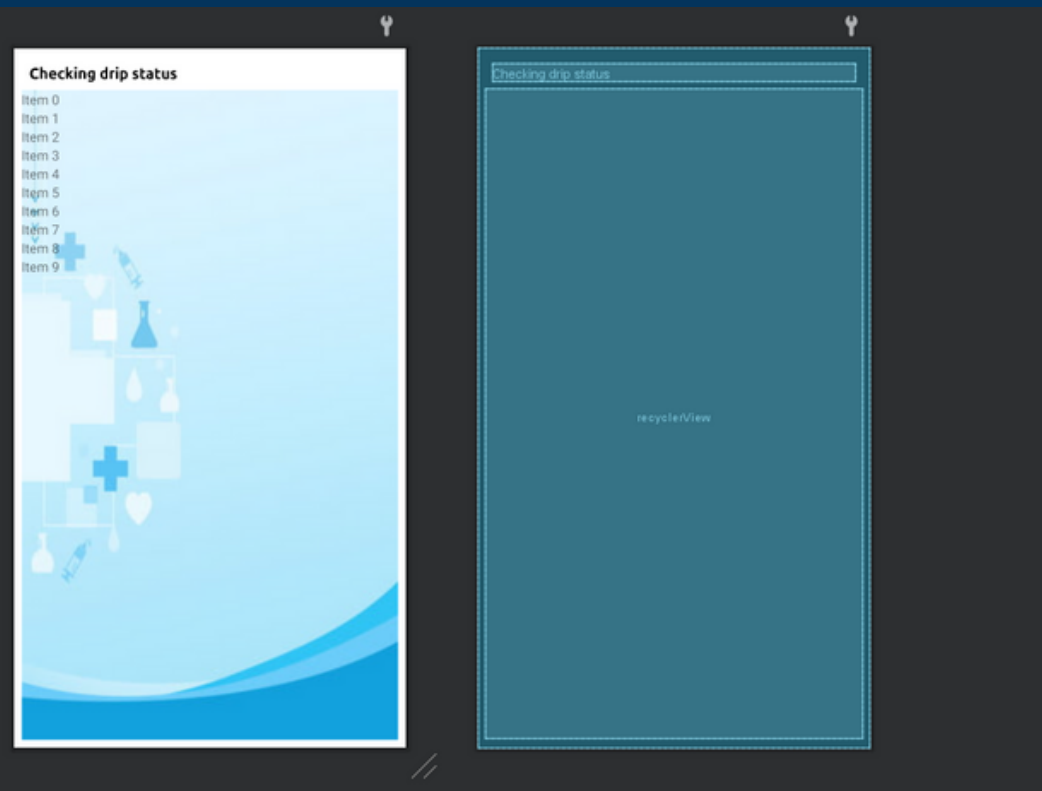 Checking drip status
Item 0
Item 1
Item 2
Item 3
Item 4
Item 5
Item 6
Item 7
Item 8
Item 9
Checking drip status
recyclerView